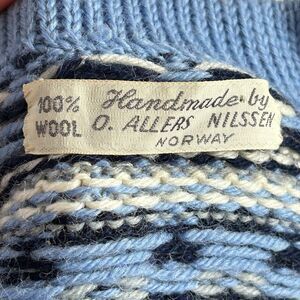 100% Handmade by
WOOL O. ALLERS NILSSEN
NORWAY